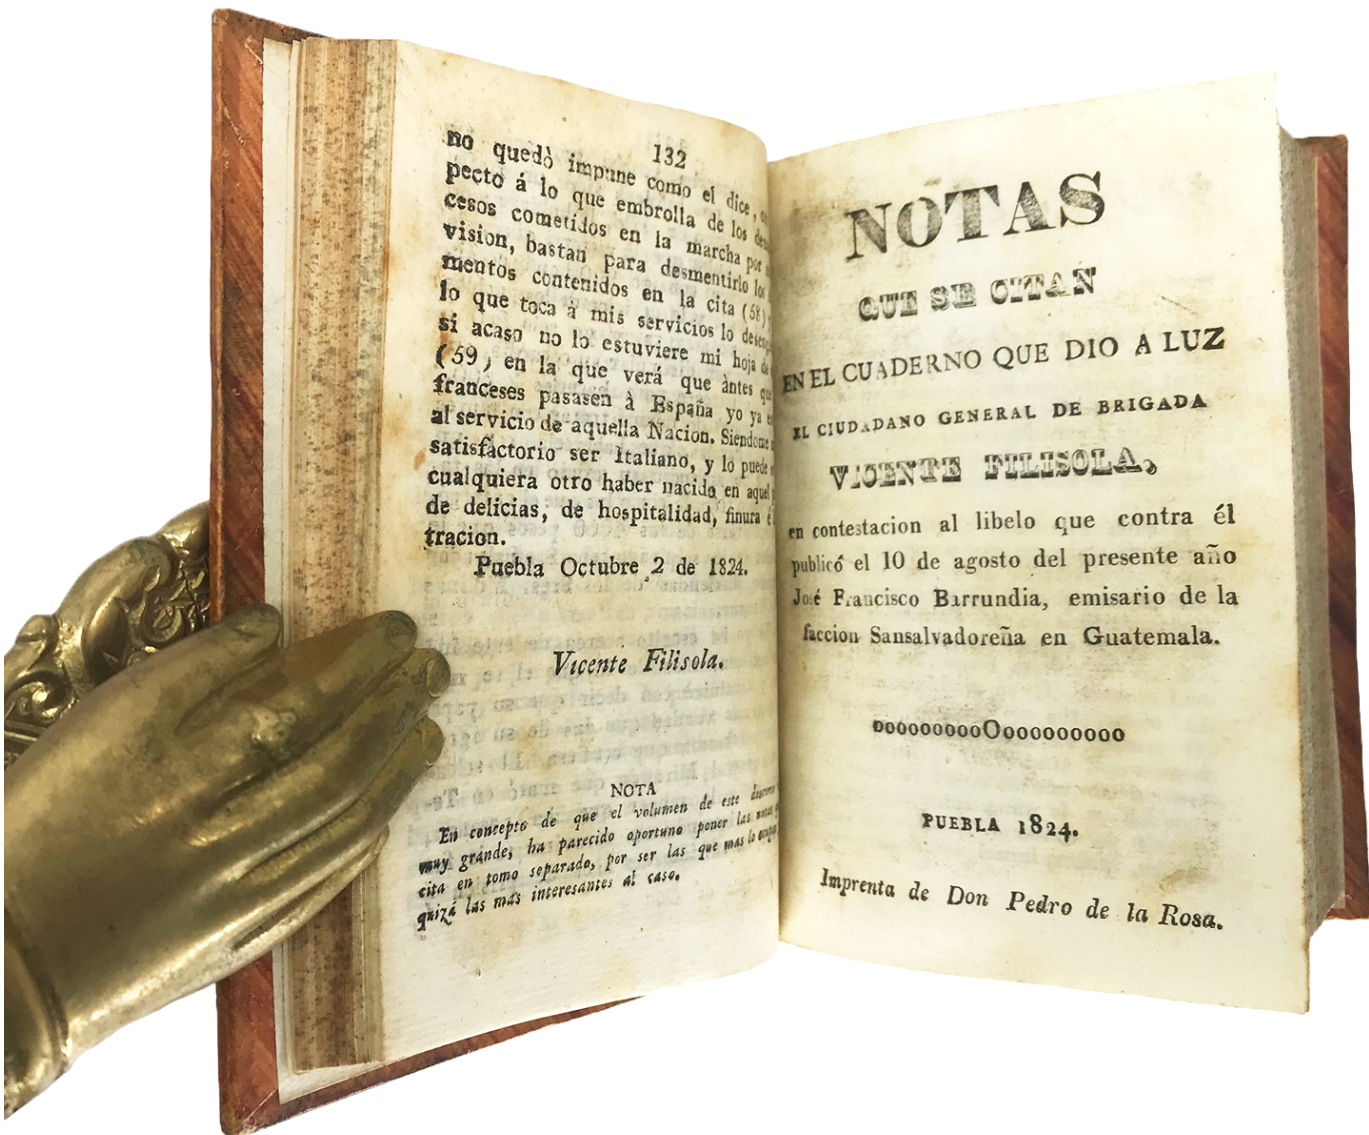 132
no quedò impune como el dice,
pecto á lo que embrolla de los
cesos cometidos en la marcha por
vision, bastan para desmentirlo los
mentos contenidos en la cita (58)
lo que toca à mis servicios lo
si acaso no lo estuviere mi hoja de
(59) en la que verá que àntes que
franceses pasasen à España yo ya
al servicio de aquella Nacion. Siendome
satisfactorio ser Italiano, y lo puede
cualquiera otro haber nacido en aquel
de delicias, de hospitalidad, finura é
tracion.
Puebla Octubre 2 de 1824.
Vicente Filisola.
NOTA
En concepto de que el volumen de este
muy grande, ha parecido oportuno poner las notas
cita en tomo separado, por ser las que mas lo
quizá las mas interesantes al caso.
NOTAS
QUE SE CITAN
EN EL CUADERNO QUE DIO A LUZ
EL CIUDADANO GENERAL DE BRIGADA
VICENTE FILISOLA,
en contestacion al libelo que contra él
publicó el 10 de agosto del presente año
José Francisco Barrundia, emisario de la
faccion Sansalvadoreña en Guatemala.
oooooooooOoooooooooo
PUEBLA 1824.
Imprenta de Don Pedro de la Rosa.